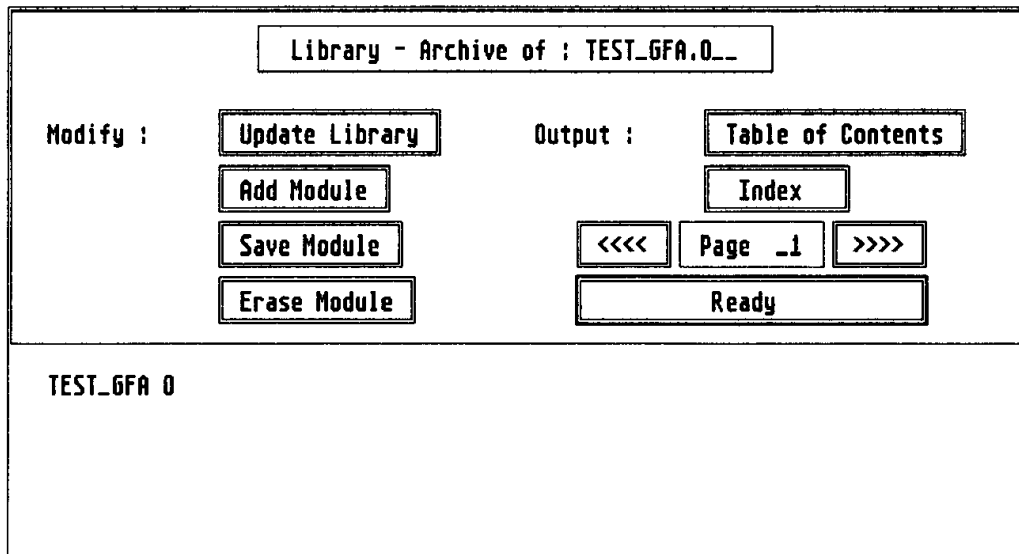 Library - Archive of : TEST_GFA.O__
Modify : Update Library Output : Table of Contents
Add Module Index
Save Module <<<< Page _1 >>>>
Erase Module Ready
TEST_GFA O